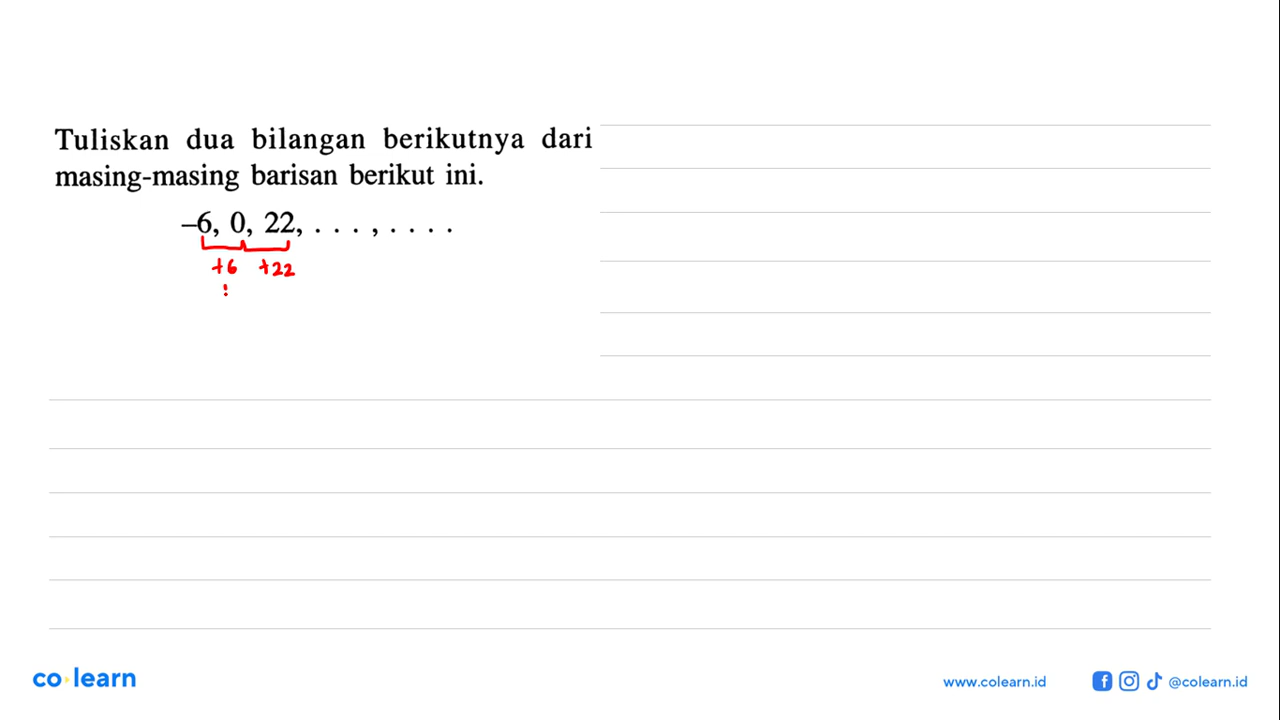 Tuliskan dua bilangan berikutnya dari
masing-masing barisan berikut ini.
–6, 0, 22, . . . , . . . .
+6 +22
:
co·learn
www.colearn.id @colearn.id